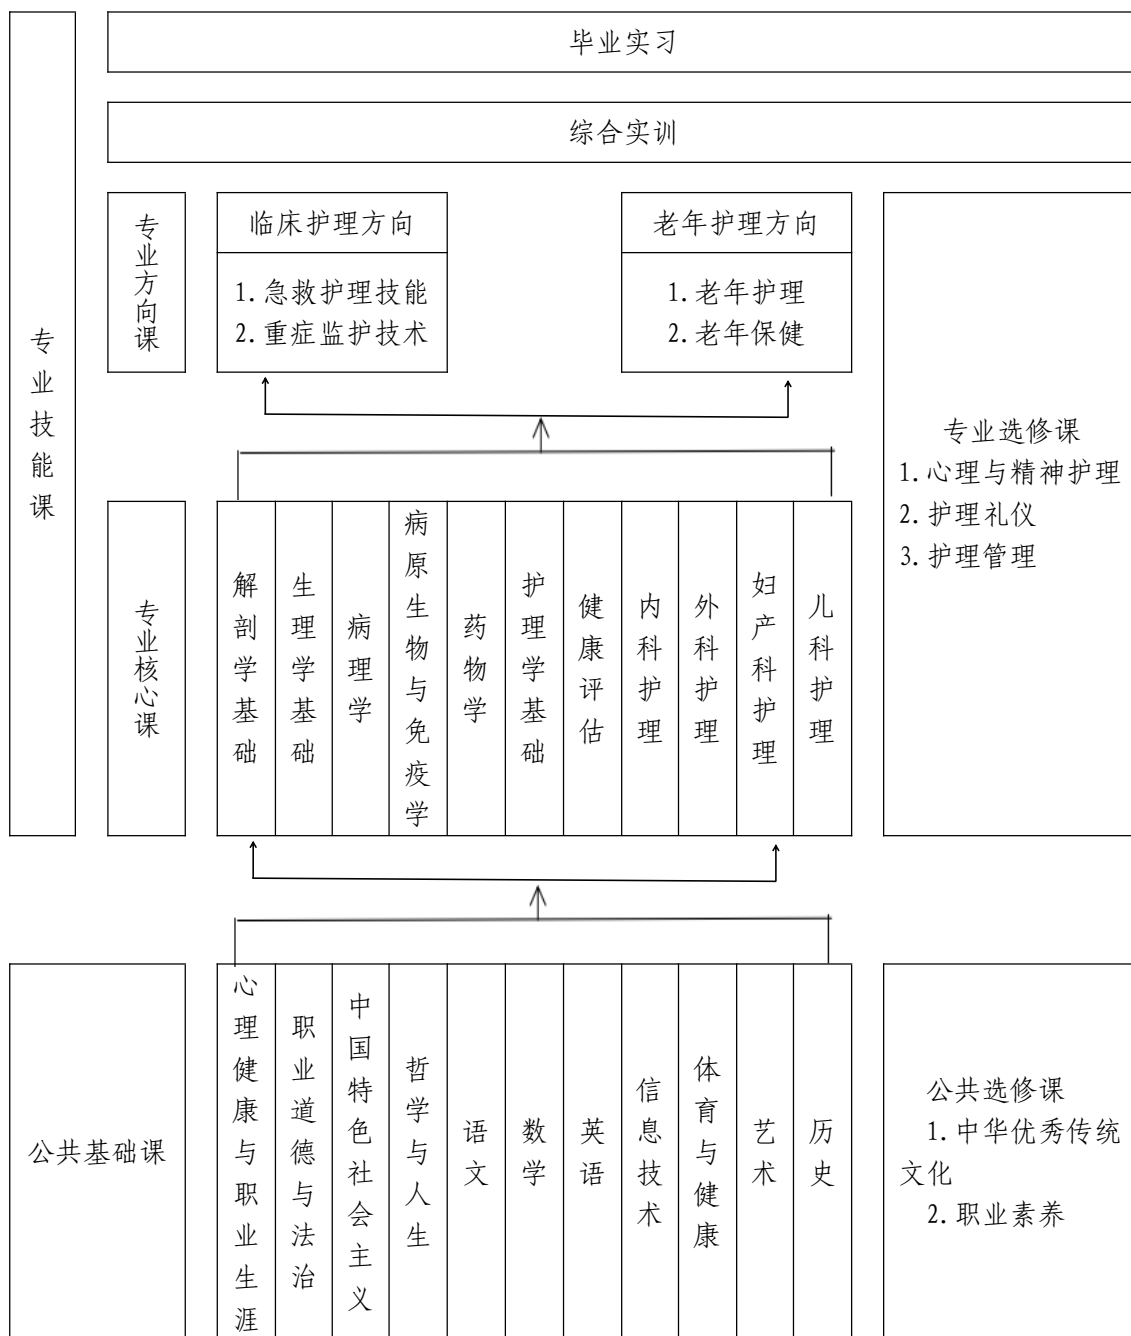 毕业实习
综合实训
专业技能课
专业方向课
临床护理方向
1.急救护理技能
2.重症监护技术
老年护理方向
1.老年护理
2.老年保健
专业选修课
1.心理与精神护理
2.护理礼仪
3.护理管理
专业核心课
解剖学基础
生理学基础
病理学
病原生物与免疫学
药物学
护理学基础
健康评估
内科护理
外科护理
妇产科护理
儿科护理
公共基础课
心理健康与职业生涯
职业道德与法治
中国特色社会主义
哲学与人生
语文
数学
英语
信息技术
体育与健康
艺术
历史
公共选修课
1.中华优秀传统
文化
2.职业素养